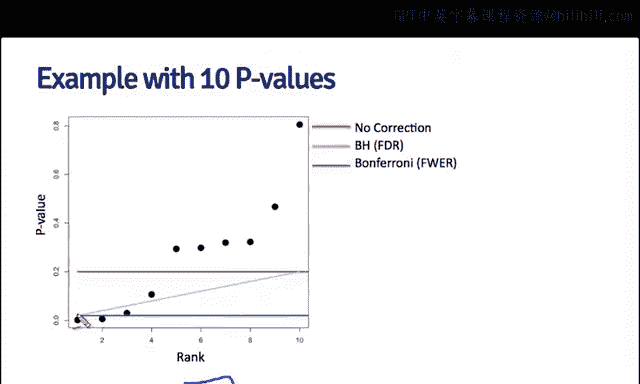 Example with 10 P-values
No Correction
BH (FDR)
Bonferroni (FWER)
P-value
0.8
0.6
0.4
0.2
0.0
2
4
6
8
10
Rank